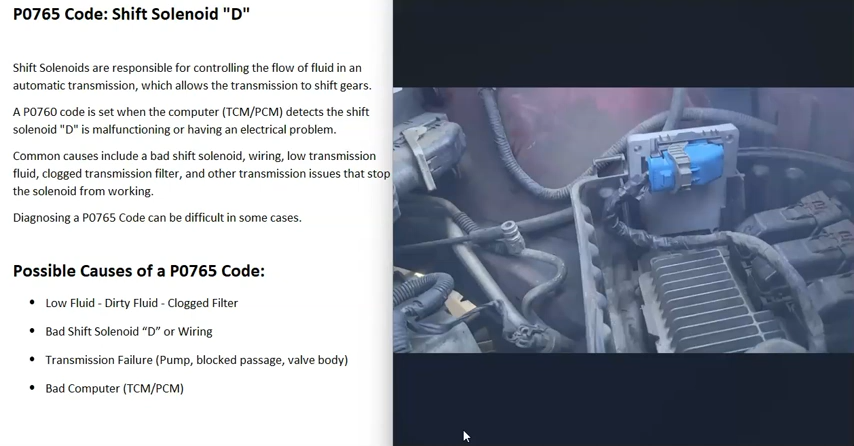 P0765 Code: Shift Solenoid "D"
Shift Solenoids are responsible for controlling the flow of fluid in an
automatic transmission, which allows the transmission to shift gears.
A P0760 code is set when the computer (TCM/PCM) detects the shift
solenoid "D" is malfunctioning or having an electrical problem.
Common causes include a bad shift solenoid, wiring, low transmission
fluid, clogged transmission filter, and other transmission issues that stop
the solenoid from working.
Diagnosing a P0765 Code can be difficult in some cases.
Possible Causes of a P0765 Code:
• Low Fluid - Dirty Fluid - Clogged Filter
• Bad Shift Solenoid “D” or Wiring
• Transmission Failure (Pump, blocked passage, valve body)
• Bad Computer (TCM/PCM)